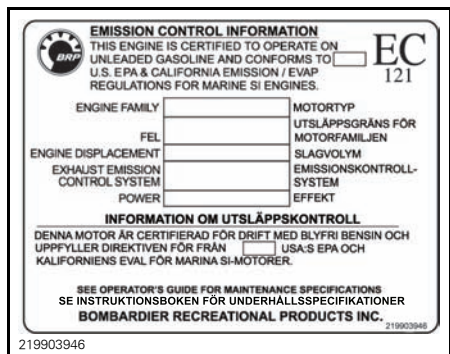 EMISSION CONTROL INFORMATION
BRP
THIS ENGINE IS CERTIFIED TO OPERATE ON
UNLEADED GASOLINE AND CONFORMS TO
U.S. EPA & CALIFORNIA EMISSION / EVAP
REGULATIONS FOR MARINE SI ENGINES.
EC
121
ENGINE FAMILY MOTORTYP
FEL UTSLÄPPSGRÄNS FÖR
MOTORFAMILJEN
ENGINE DISPLACEMENT SLAGVOLYM
EXHAUST EMISSION EMISSIONSKONTROLL-
CONTROL SYSTEM SYSTEM
POWER EFFEKT
INFORMATION OM UTSLÄPPSKONTROLL
DENNA MOTOR ÄR CERTIFIERAD FÖR DRIFT MED BLYFRI BENSIN OCH
UPPFYLLER DIREKTIVEN FÖR FRÅN USA:S EPA OCH
KALIFORNIENS EVAL FÖR MARINA SI-MOTORER.
SEE OPERATOR'S GUIDE FOR MAINTENANCE SPECIFICATIONS
SE INSTRUKTIONSBOKEN FÖR UNDERHÅLLSSPECIFIKATIONER
BOMBARDIER RECREATIONAL PRODUCTS INC.
219903946
219903946